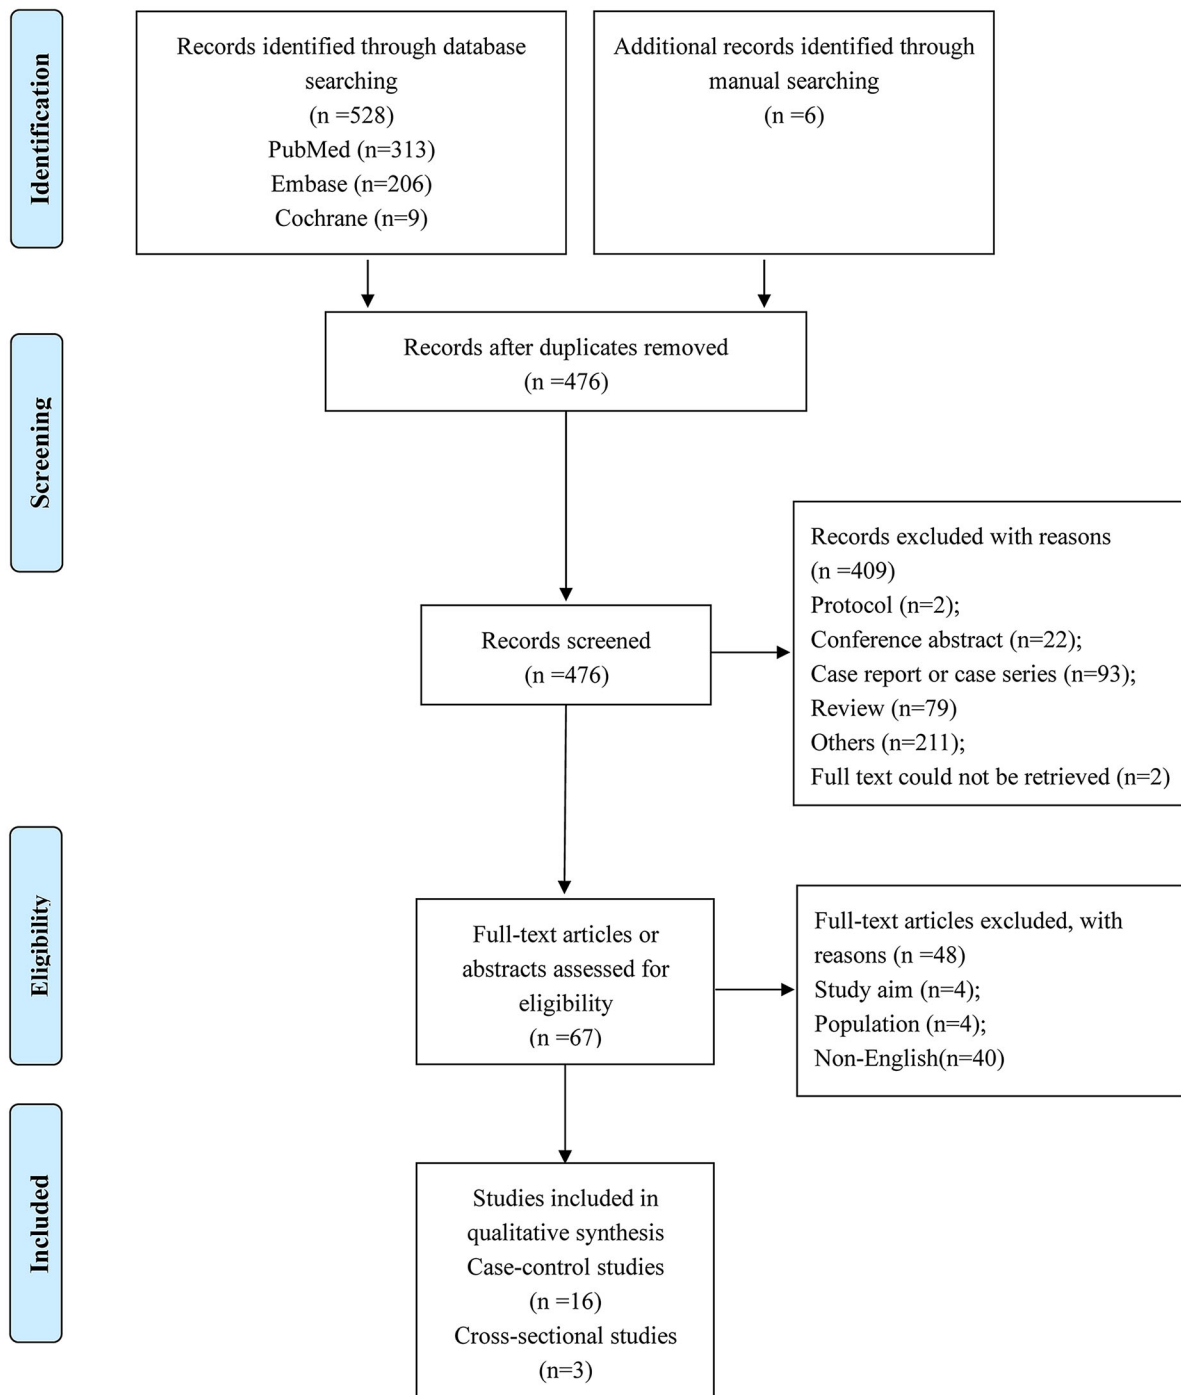 Identification
Records identified through database
searching
(n =528)
PubMed (n=313)
Embase (n=206)
Cochrane (n=9)
Additional records identified through
manual searching
(n =6)
Screening
Records after duplicates removed
(n =476)
Records screened
(n =476)
Records excluded with reasons
(n =409)
Protocol (n=2);
Conference abstract (n=22);
Case report or case series (n=93);
Review (n=79)
Others (n=211);
Full text could not be retrieved (n=2)
Eligibility
Full-text articles or
abstracts assessed for
eligibility
(n =67)
Full-text articles excluded, with
reasons (n =48)
Study aim (n=4);
Population (n=4);
Non-English(n=40)
Included
Studies included in
qualitative synthesis
Case-control studies
(n =16)
Cross-sectional studies
(n=3)